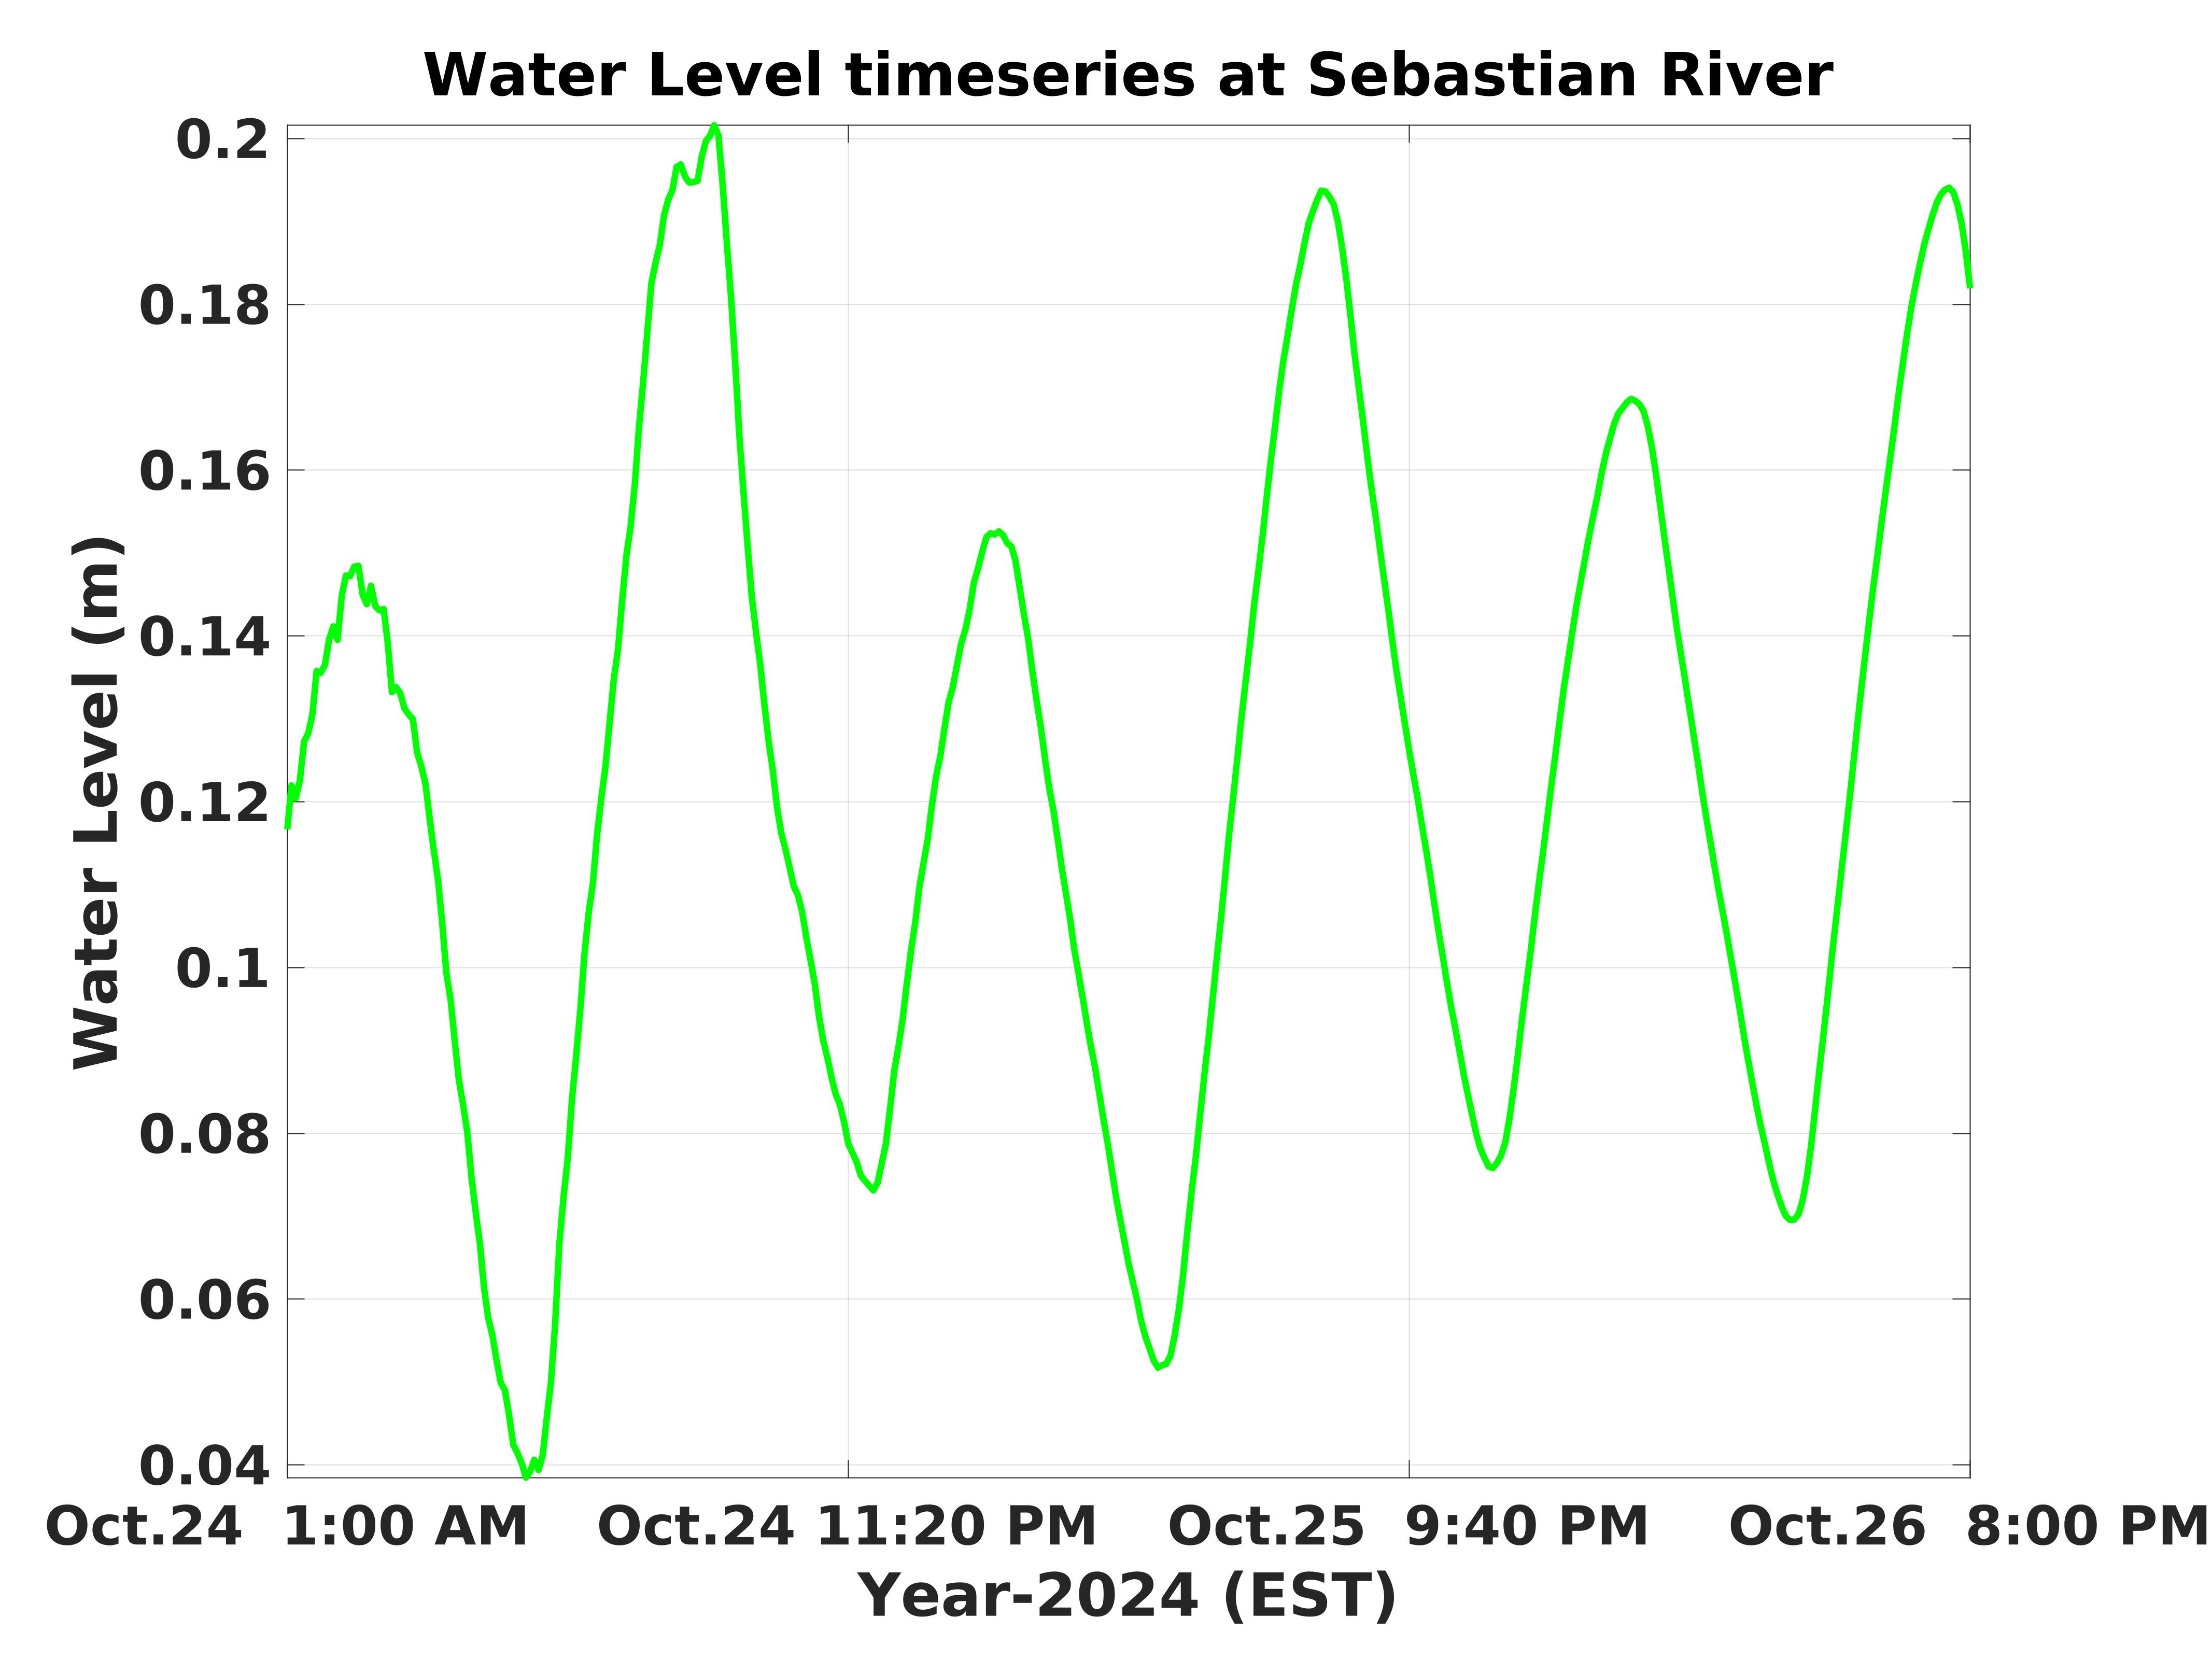 Water Level timeseries at Sebastian River
0.2
0.18
0.16
0.14
0.12
0.1
0.08
0.06
0.04
Water Level (m)
Oct.24 1:00 AM Oct.24 11:20 PM Oct.25 9:40 PM Oct.26 8:00 PM
Year-2024 (EST)